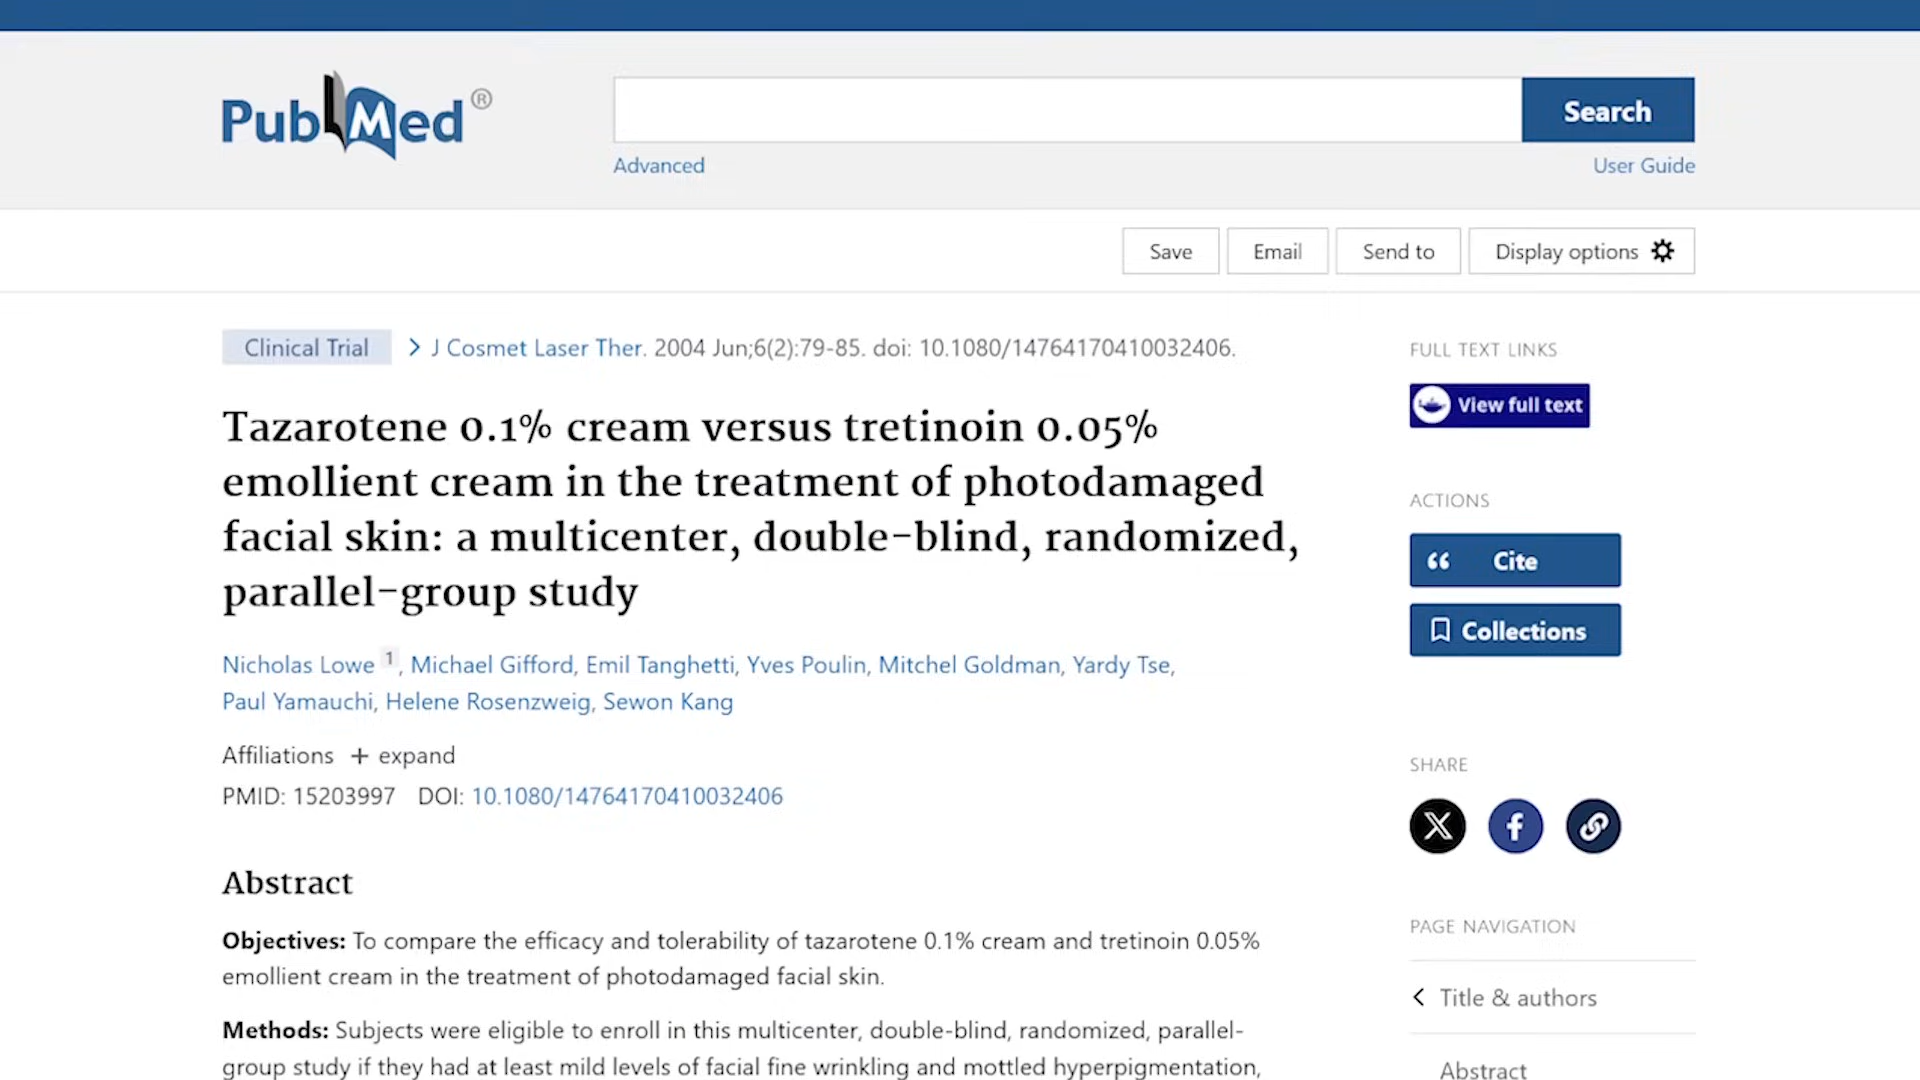 PubMed®
Search
Advanced
User Guide
Save
Email
Send to
Display options
Clinical Trial
J Cosmet Laser Ther. 2004 Jun;6(2):79-85. doi: 10.1080/14764170410032406.
Tazarotene 0.1% cream versus tretinoin 0.05%
emollient cream in the treatment of photodamaged
facial skin: a multicenter, double-blind, randomized,
parallel-group study
Nicholas Lowe 1, Michael Gifford, Emil Tanghetti, Yves Poulin, Mitchel Goldman, Yardy Tse,
Paul Yamauchi, Helene Rosenzweig, Sewon Kang
Affiliations + expand
PMID: 15203997 DOI: 10.1080/14764170410032406
Abstract
Objectives: To compare the efficacy and tolerability of tazarotene 0.1% cream and tretinoin 0.05%
emollient cream in the treatment of photodamaged facial skin.
Methods: Subjects were eligible to enroll in this multicenter, double-blind, randomized, parallel-
group study if they had at least mild levels of facial fine wrinkling and mottled hyperpigmentation,
FULL TEXT LINKS
View full text
ACTIONS
Cite
Collections
SHARE
PAGE NAVIGATION
Title & authors
Abstract